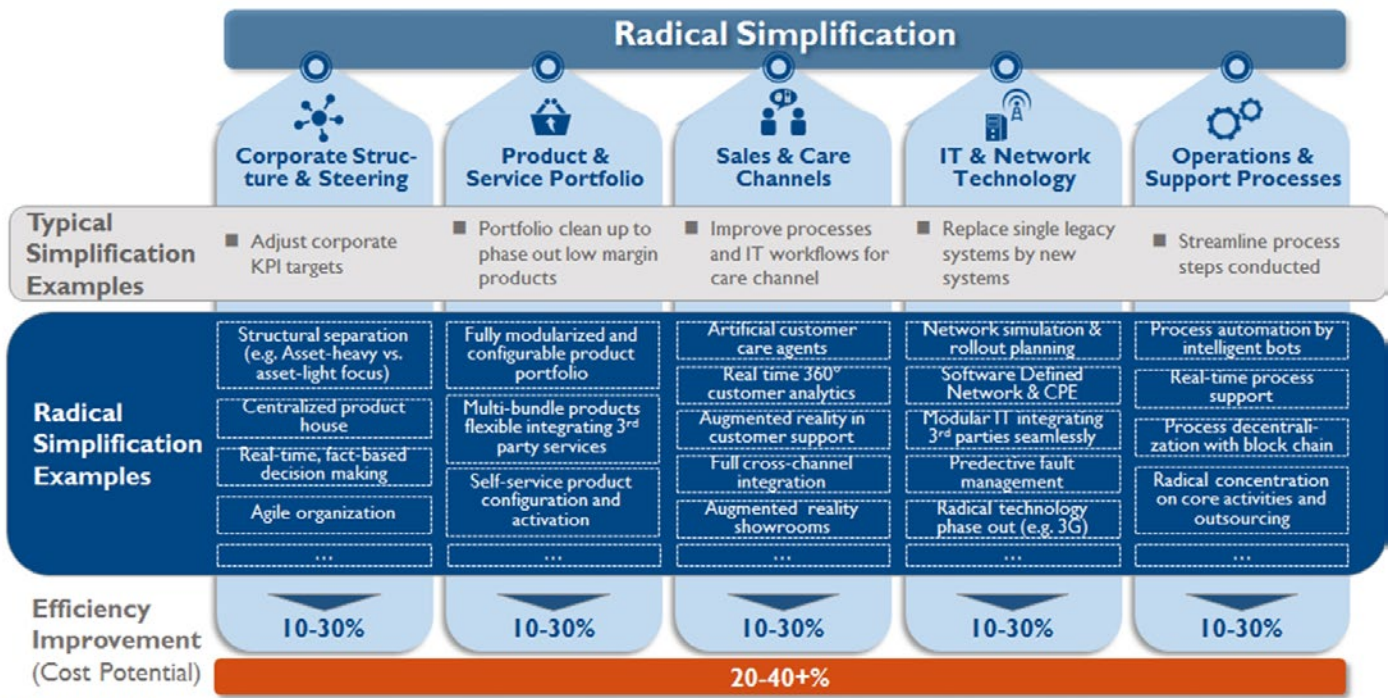 Radical Simplification
Corporate Struc-
ture & Steering
Product &
Service Portfolio
Sales & Care
Channels
IT & Network
Technology
Operations &
Support Processes
Typical
Simplification
Examples
■ Adjust corporate
KPI targets
■ Portfolio clean up to
phase out low margin
products
■ Improve processes
and IT workflows for
care channel
■ Replace single legacy
systems by new
systems
■ Streamline process
steps conducted
Radical
Simplification
Examples
Structural separation
(e.g. Asset-heavy vs.
asset-light focus)
Centralized product
house
Real-time, fact-based
decision making
Agile organization
...
Fully modularized and
configurable product
portfolio
Multi-bundle products
flexible integrating 3rd
party services
Self-service product
configuration and
activation
...
Artificial customer
care agents
Real time 360°
customer analytics
Augmented reality in
customer support
Full cross-channel
integration
Augmented reality
showrooms
...
Network simulation &
rollout planning
Software Defined
Network & CPE
Modular IT integrating
3rd parties seamlessly
Predective fault
management
Radical technology
phase out (e.g. 3G)
...
Process automation by
intelligent bots
Real-time process
support
Process decentrali-
zation with block chain
Radical concentration
on core activities and
outsourcing
...
Efficiency
Improvement
(Cost Potential)
10-30%
10-30%
10-30%
10-30%
10-30%
20-40+%